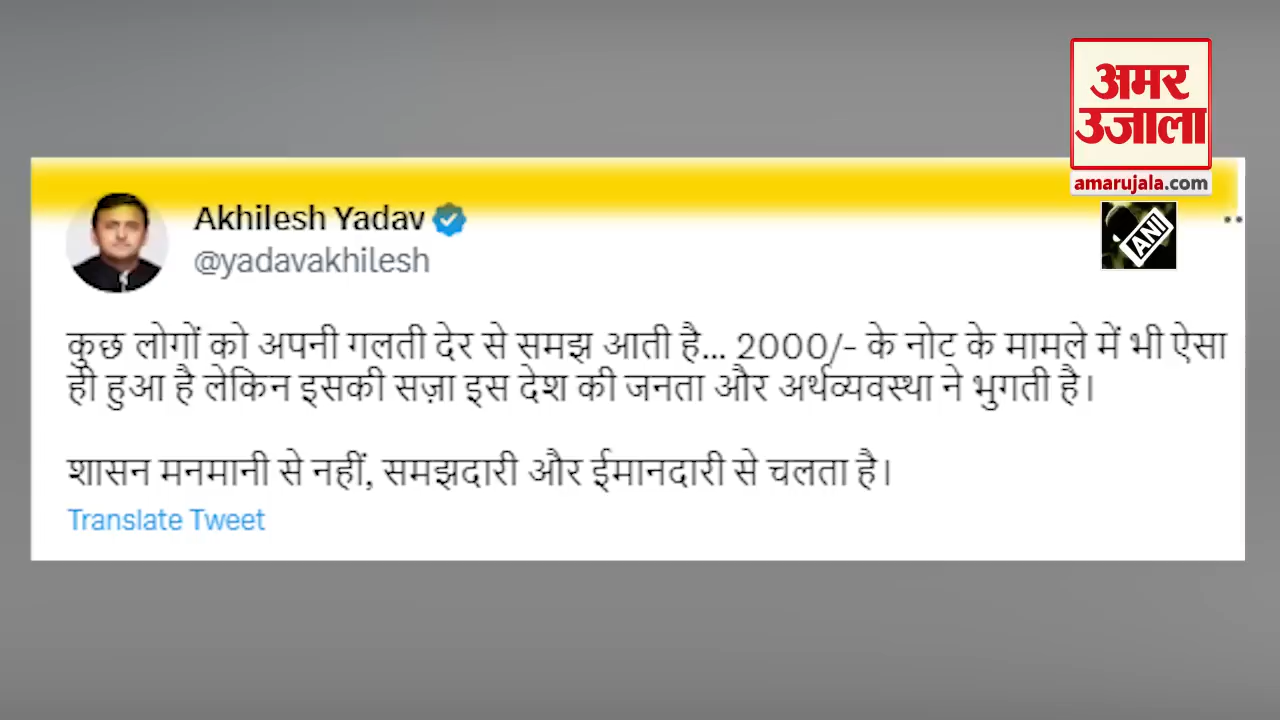 अमर
उजाला
amarujala.com
ANI
Akhilesh Yadav
@yadavakhilesh
कुछ लोगों को अपनी गलती देर से समझ आती है... 2000/- के नोट के मामले में भी ऐसा
ही हुआ है लेकिन इसकी सज़ा इस देश की जनता और अर्थव्यवस्था ने भुगती है।
शासन मनमानी से नहीं, समझदारी और ईमानदारी से चलता है।
Translate Tweet